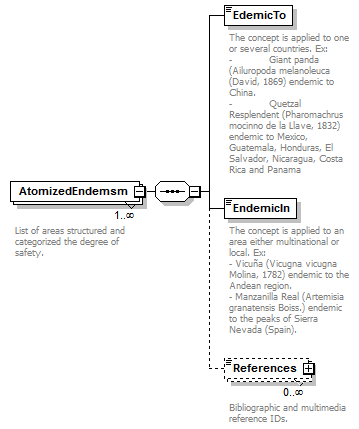 EdemicTo
The concept is applied to one
or several countries. Ex:
- Giant panda
(Ailuropoda melanoleuca
(David, 1869) endemic to
China.
- Quetzal
Resplendent (Pharomachrus
mocinno de la Llave, 1832)
endemic to Mexico,
Guatemala, Honduras, El
Salvador, Nicaragua, Costa
Rica and Panama
AtomizedEndemsm
1..∞
List of areas structured and
categorized the degree of
safety.
EndemicIn
The concept is applied to an
area either multinational or
local. Ex:
- Vicuña (Vicugna vicugna
Molina, 1782) endemic to the
Andean region.
- Manzanilla Real (Artemisia
granatensis Boiss.) endemic
to the peaks of Sierra
Nevada (Spain).
References
0..∞
Bibliographic and multimedia
reference IDs.